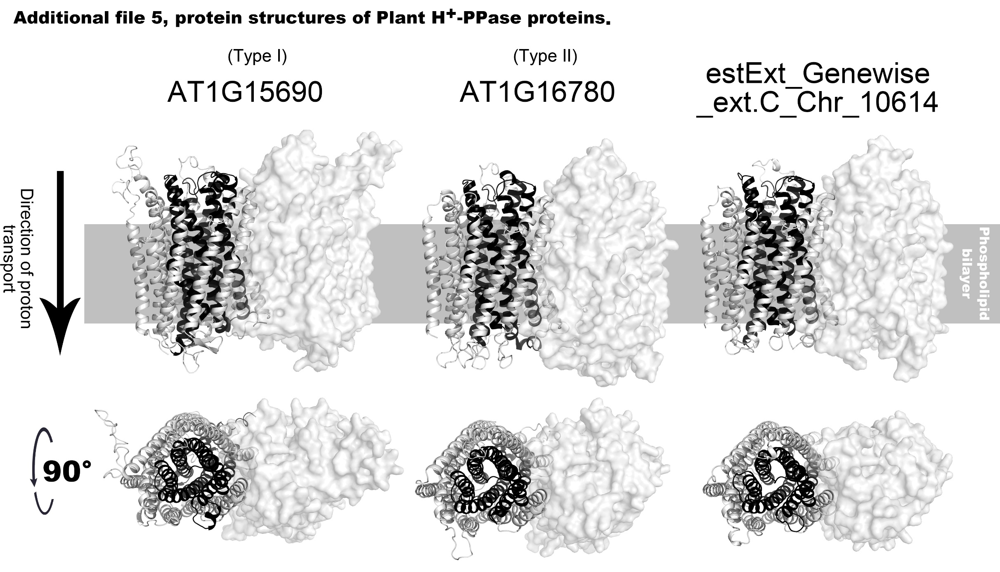 Additional file 5, protein structures of Plant H⁺-PPase proteins.
(Type I)
AT1G15690
(Type II)
AT1G16780
estExt_Genewise
_ext.C_Chr_10614
Direction of proton
transport
Phospholipid
bilayer
90°